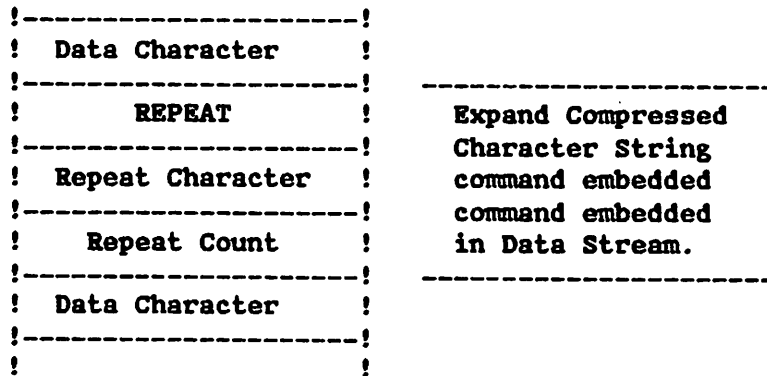 !---------------------!
! Data Character !
!---------------------!
! REPEAT !
!---------------------!
! Repeat Character !
!---------------------!
! Repeat Count !
!---------------------!
! Data Character !
!---------------------!
! !
----------------------
Expand Compressed
Character String
command embedded
command embedded
in Data Stream.
----------------------